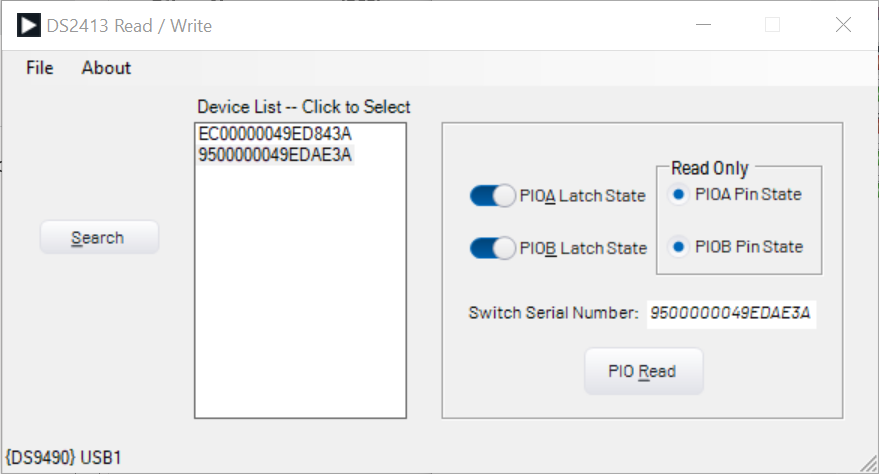 DS2413 Read / Write
File About
Device List -- Click to Select
EC00000049ED843A
9500000049EDAE3A
Search
Read Only
PIOA Latch State
PIOA Pin State
PIOB Latch State
PIOB Pin State
Switch Serial Number: 9500000049EDAE3A
PIO Read
{DS9490} USB1